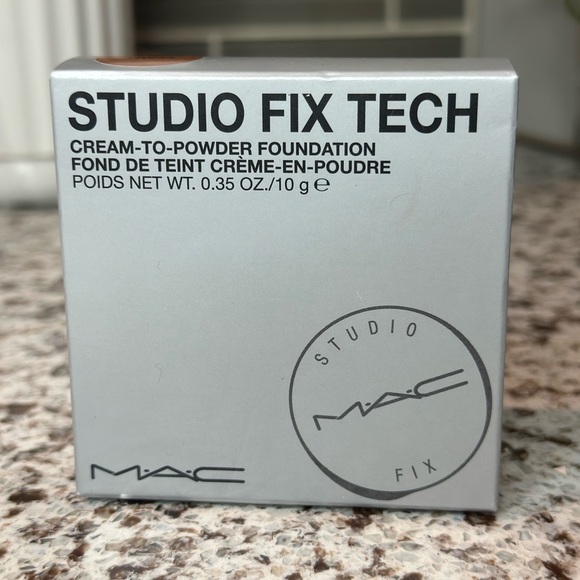 STUDIO FIX TECH
CREAM-TO-POWDER FOUNDATION
FOND DE TEINT CRÈME-EN-POUDRE
POIDS NET WT. 0.35 OZ./10 g ℮
STUDIO
M·A·C
FIX
M·A·C